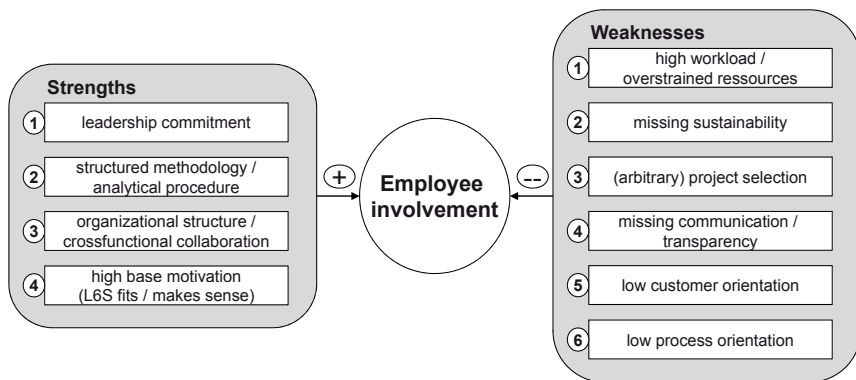 Strengths
1
leadership commitment
2
structured methodology /
analytical procedure
3
organizational structure /
crossfunctional collaboration
4
high base motivation
(L6S fits / makes sense)
+
Employee
involvement
--
Weaknesses
1
high workload /
overstrained ressources
2
missing sustainability
3
(arbitrary) project selection
4
missing communication /
transparency
5
low customer orientation
6
low process orientation